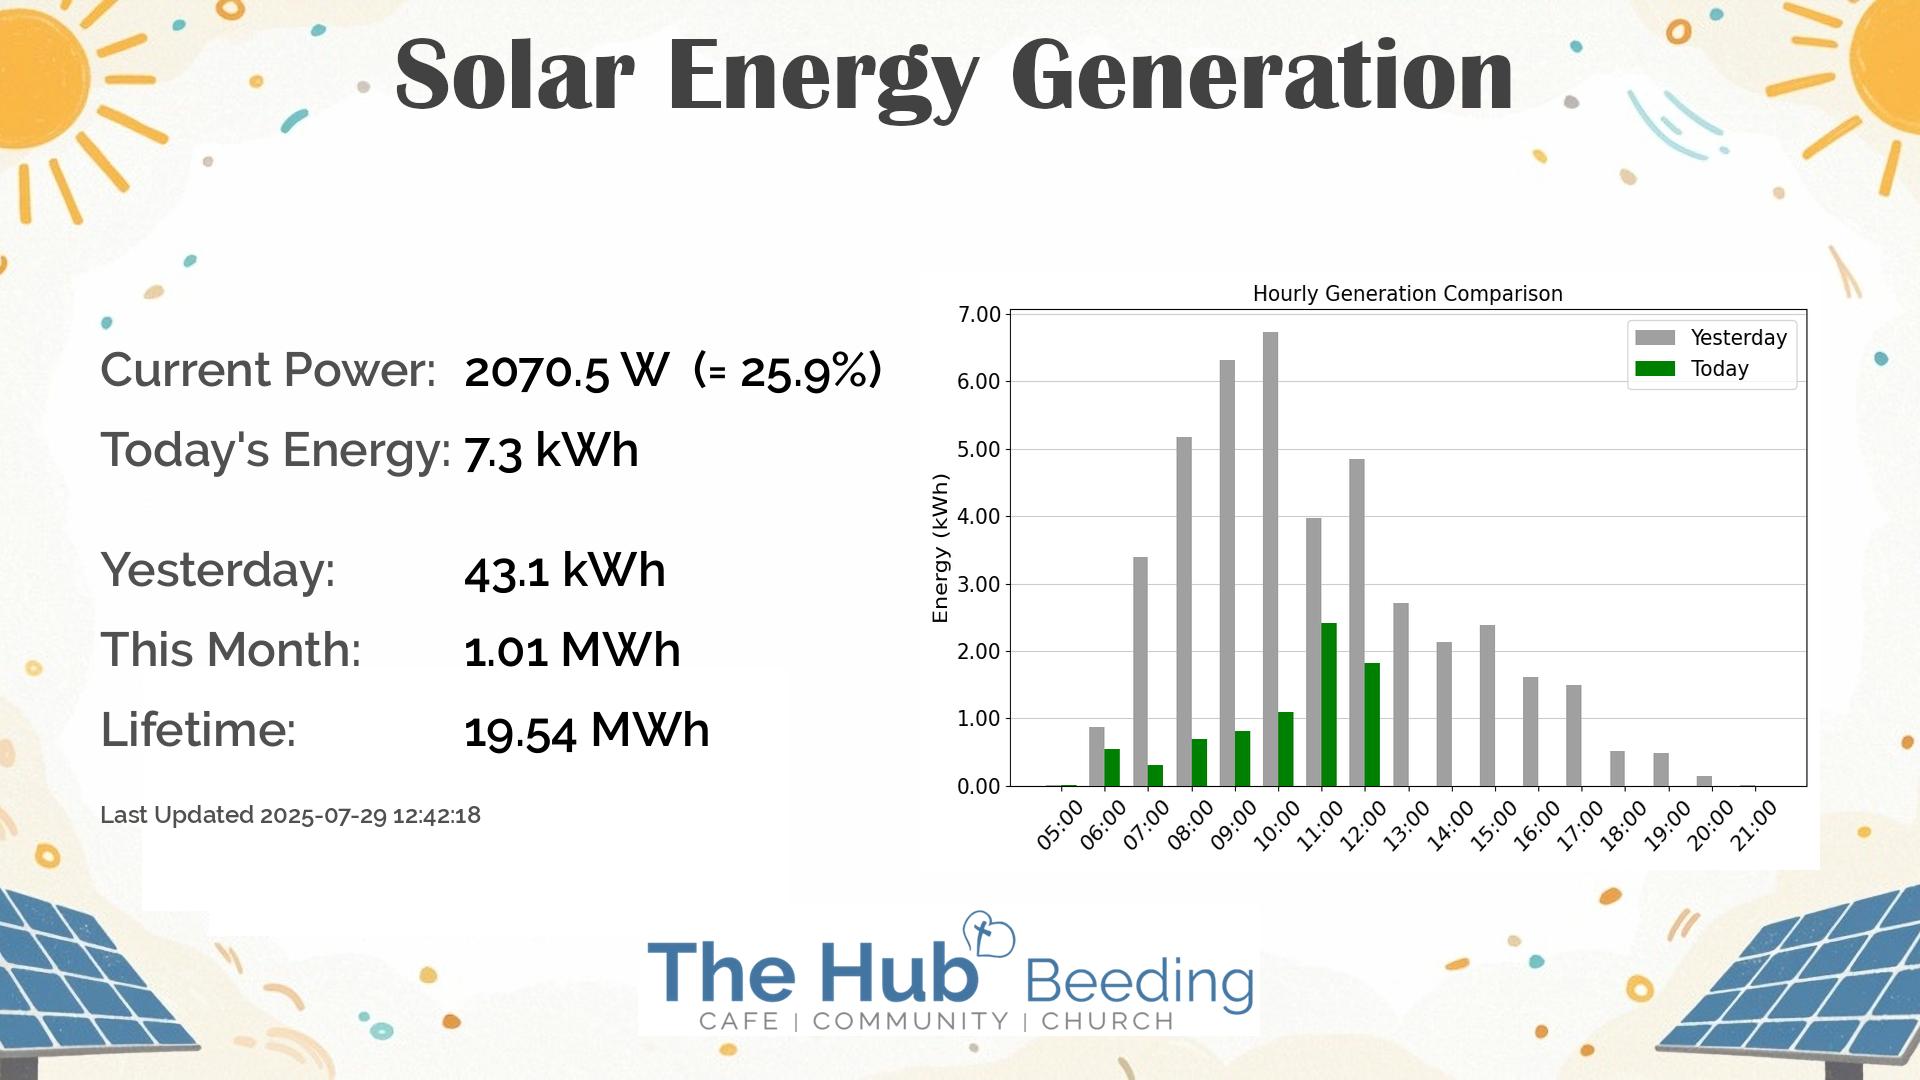 Solar Energy Generation
Current Power: 2070.5 W (= 25.9%)
Today's Energy: 7.3 kWh
Yesterday: 43.1 kWh
This Month: 1.01 MWh
Lifetime: 19.54 MWh
Last Updated 2025-07-29 12:42:18
Hourly Generation Comparison
Yesterday
Today
Energy (kWh)
7.00
6.00
5.00
4.00
3.00
2.00
1.00
0.00
05:00 06:00 07:00 08:00 09:00 10:00 11:00 12:00 13:00 14:00 15:00 16:00 17:00 18:00 19:00 20:00 21:00
The Hub Beeding
CAFE | COMMUNITY | CHURCH